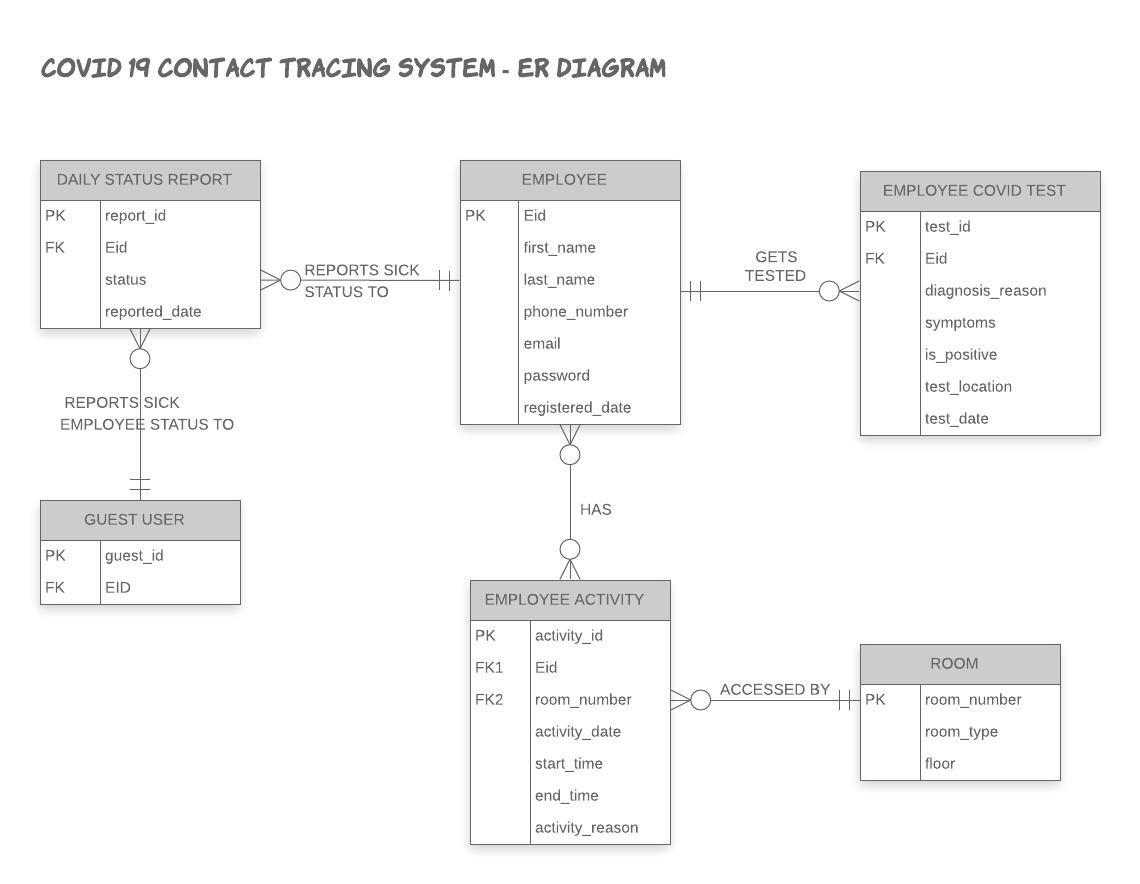 COVID 19 CONTACT TRACING SYSTEM - ER DIAGRAM
DAILY STATUS REPORT
PK report_id
FK Eid
status
reported_date
REPORTS SICK
STATUS TO
EMPLOYEE
PK Eid
first_name
last_name
phone_number
email
password
registered_date
GETS
TESTED
EMPLOYEE COVID TEST
PK test_id
FK Eid
diagnosis_reason
symptoms
is_positive
test_location
test_date
REPORTS SICK
EMPLOYEE STATUS TO
GUEST USER
PK guest_id
FK EID
HAS
EMPLOYEE ACTIVITY
PK activity_id
FK1 Eid
FK2 room_number
activity_date
start_time
end_time
activity_reason
ACCESSED BY
ROOM
PK room_number
room_type
floor